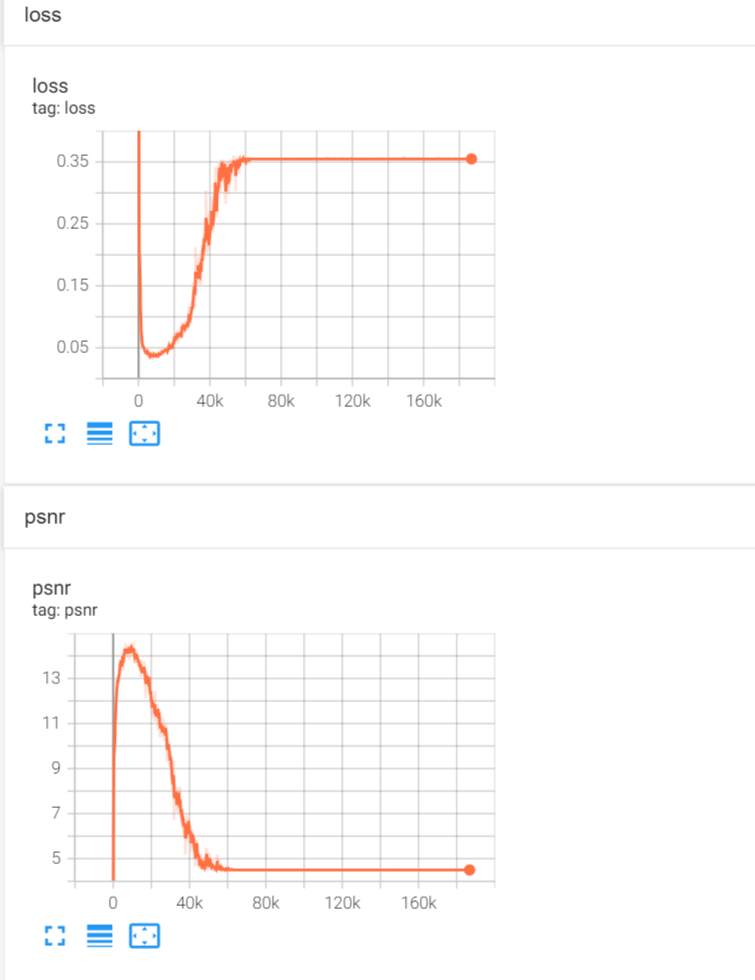 loss
loss
tag: loss
0.35
0.25
0.15
0.05
0 40k 80k 120k 160k
psnr
psnr
tag: psnr
13
11
9
7
5
0 40k 80k 120k 160k